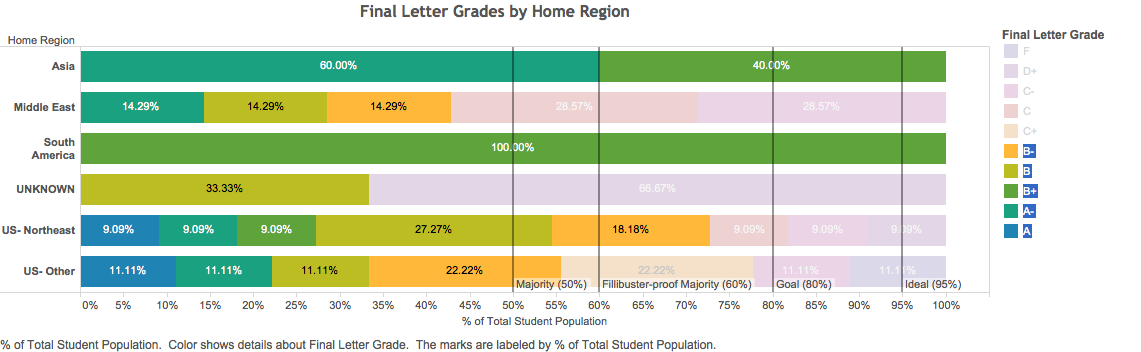 Final Letter Grades by Home Region
Home Region
Final Letter Grade
F
D+
C-
C
C+
B-
B
B+
A-
A
Asia
60.00%
40.00%
Middle East
14.29%
14.29%
14.29%
28.57%
28.57%
South
America
100.00%
UNKNOWN
33.33%
66.67%
US- Northeast
9.09%
9.09%
9.09%
27.27%
18.18%
9.09%
9.09%
9.09%
US- Other
11.11%
11.11%
11.11%
22.22%
22.22%
11.11%
11.11%
Majority (50%)
Fillibuster-proof Majority (60%)
Goal (80%)
Ideal (95%)
0%
5%
10%
15%
20%
25%
30%
35%
40%
45%
50%
55%
60%
65%
70%
75%
80%
85%
90%
95%
100%
% of Total Student Population
% of Total Student Population.  Color shows details about Final Letter Grade.  The marks are labeled by % of Total Student Population.